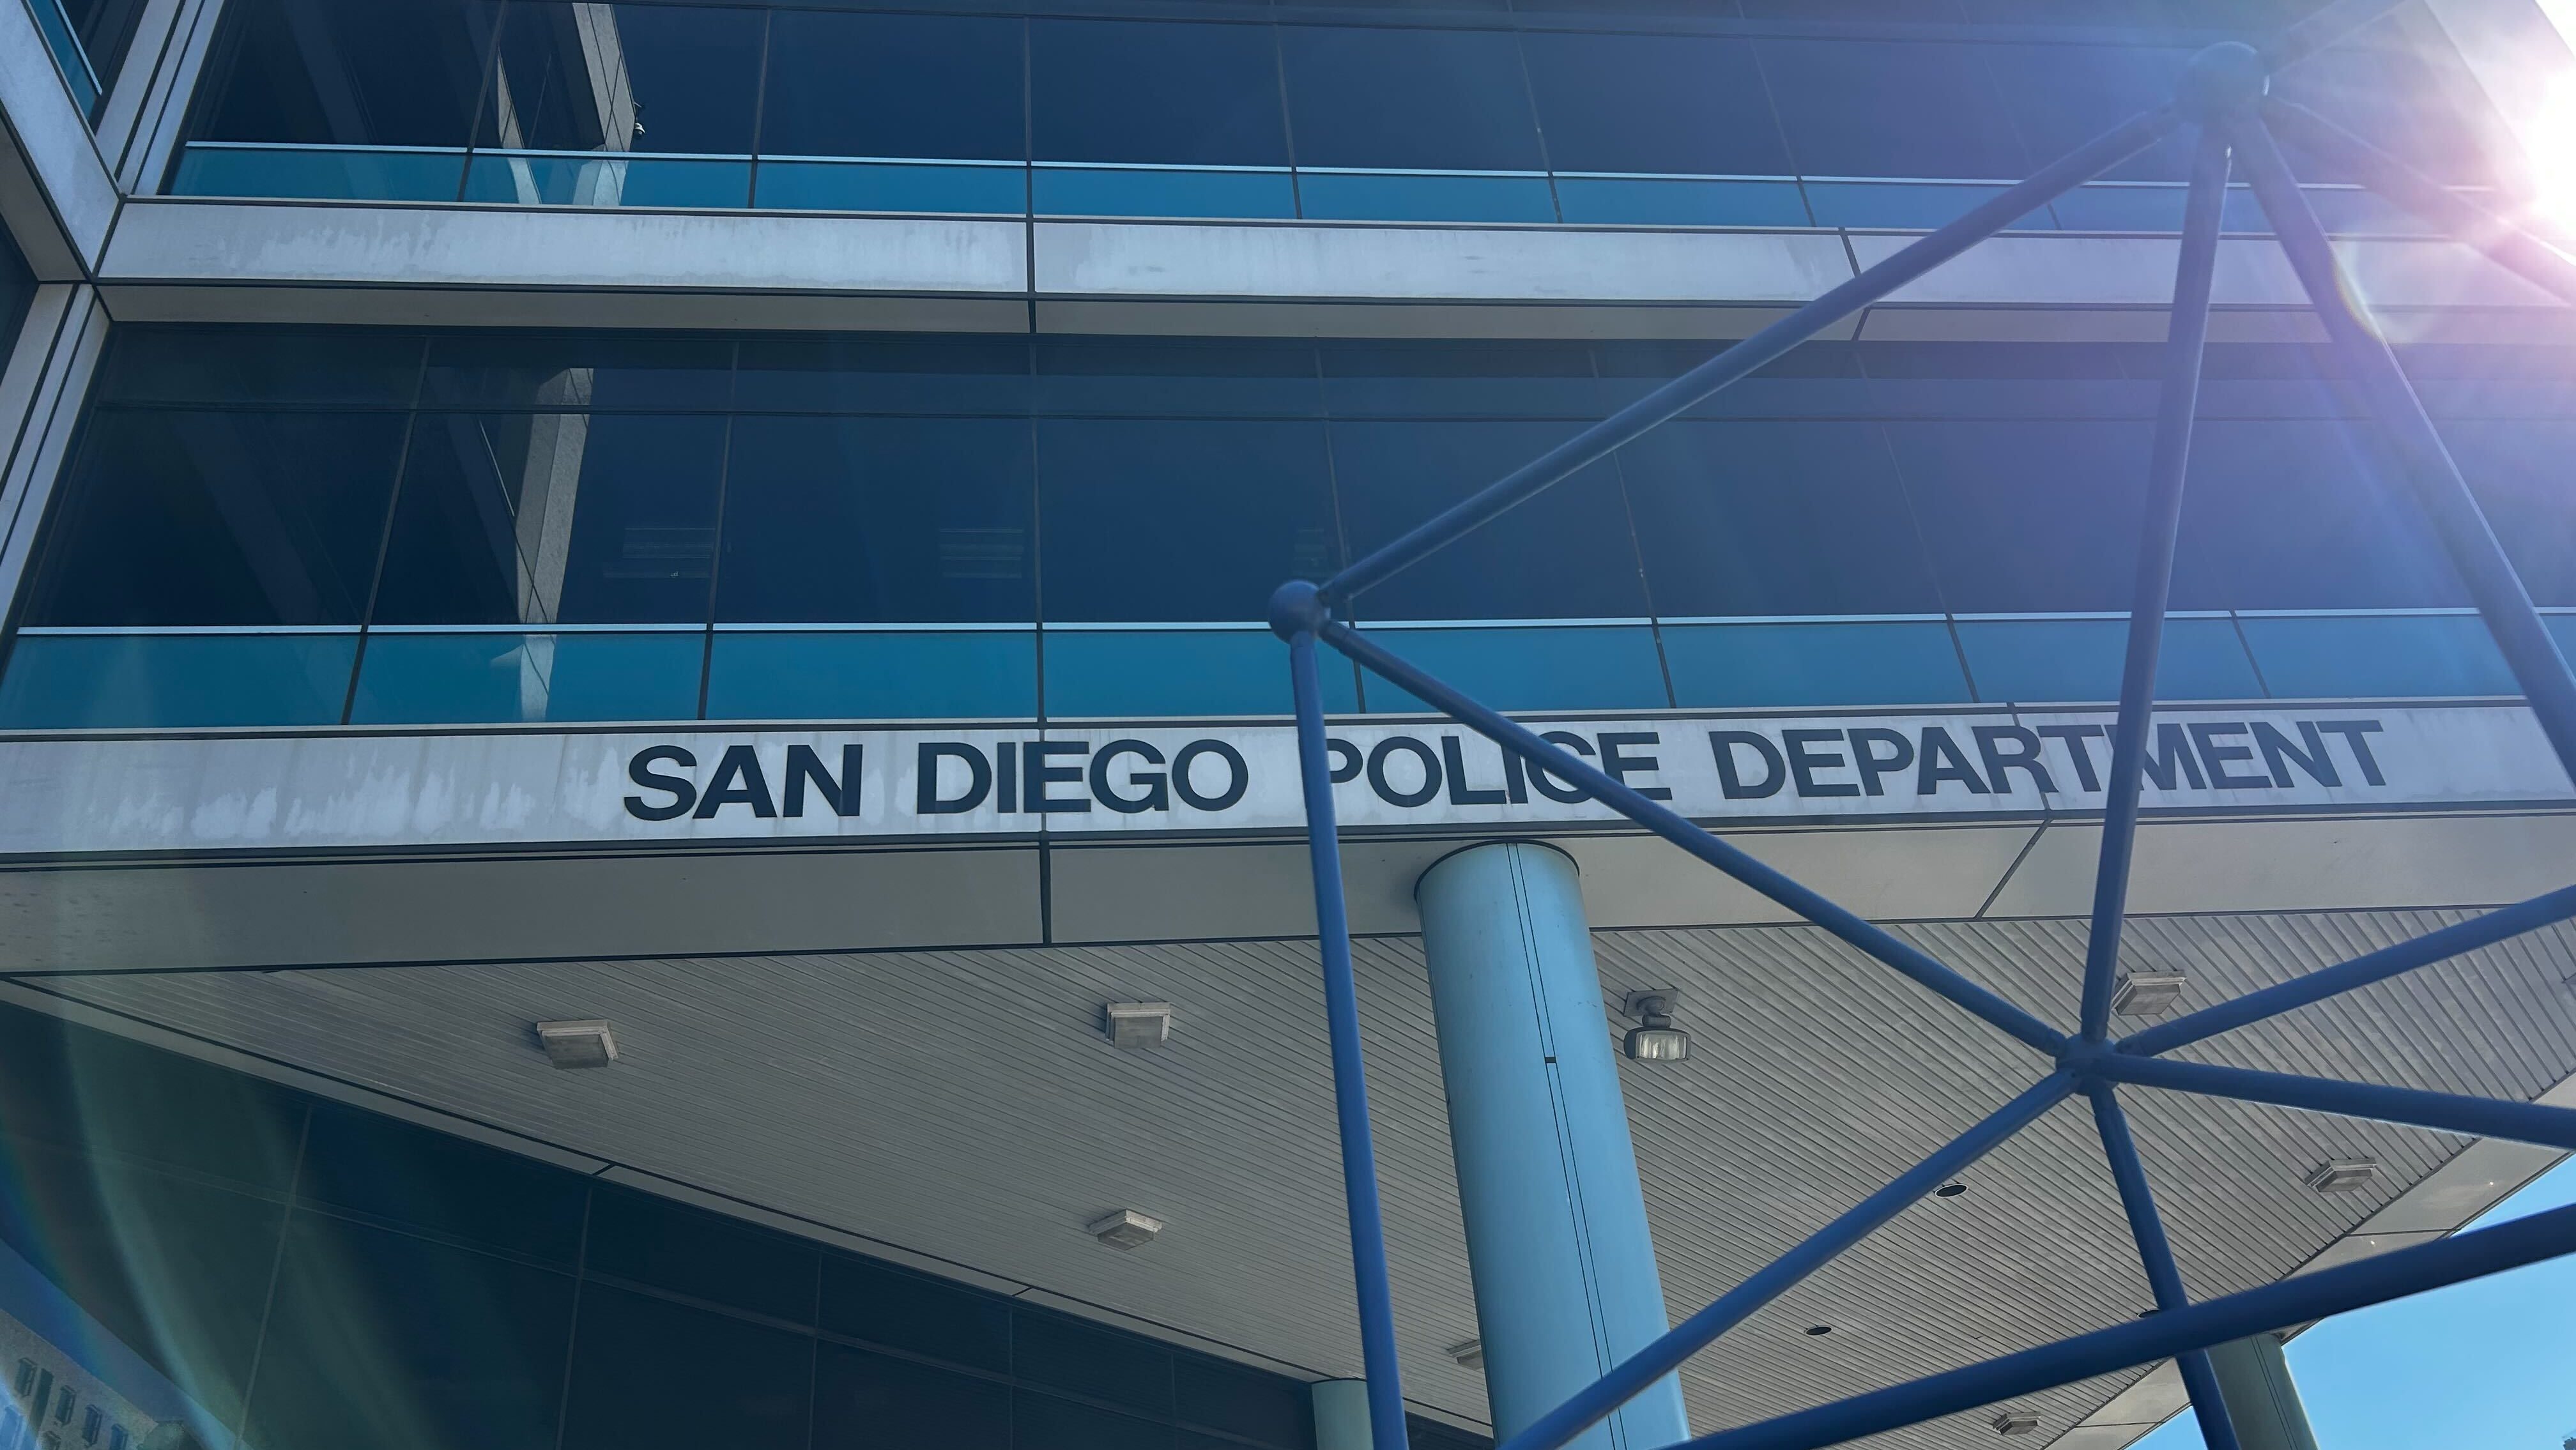 SAN DIEGO POLICE DEPARTMENT